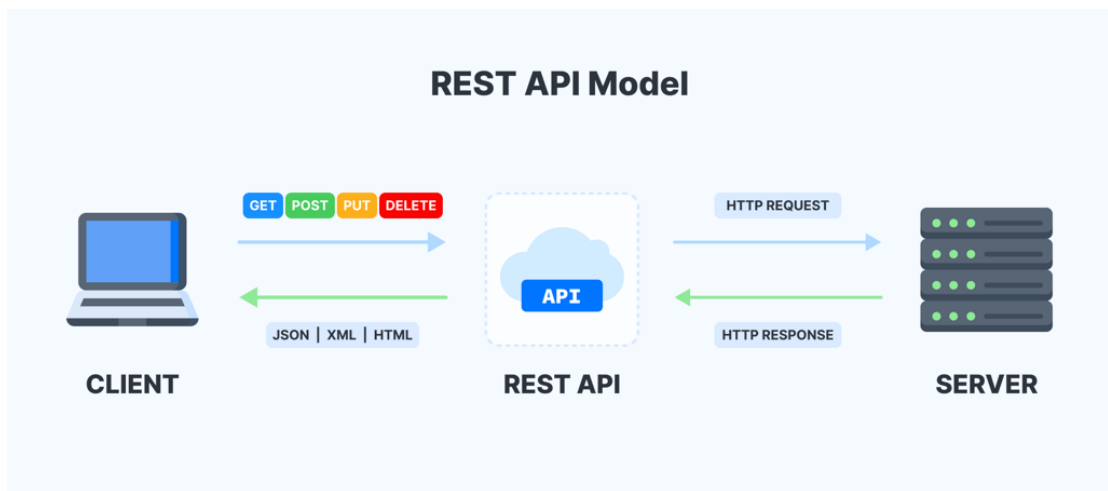 REST API Model
GET POST PUT DELETE
HTTP REQUEST
API
JSON | XML | HTML
HTTP RESPONSE
CLIENT
REST API
SERVER